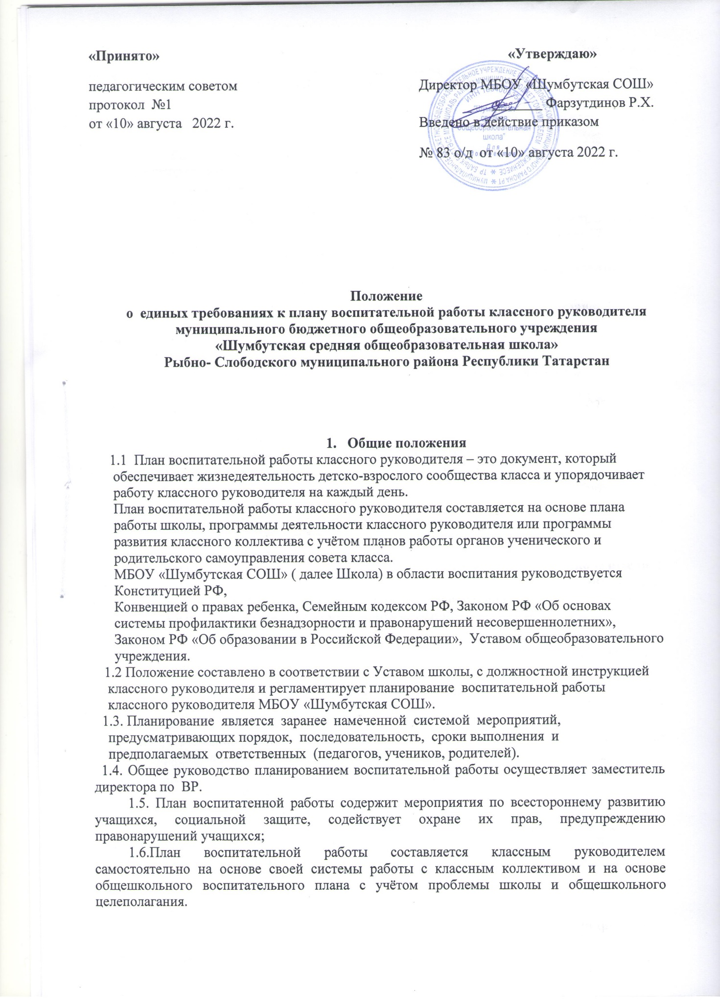 «Принято»
«Утверждаю»
педагогическим советом
протокол №1
от «10» августа 2022 г.
Директор МБОУ «Шумбутская СОШ»
Фарзутдинов Р.Х.
Введено в действие приказом
№ 83 о/д от «10» августа 2022 г.
общеобразовательная
школа"
Для
Положение
о единых требованиях к плану воспитательной работы классного руководителя
муниципального бюджетного общеобразовательного учреждения
«Шумбутская средняя общеобразовательная школа»
Рыбно- Слободского муниципального района Республики Татарстан
1. Общие положения
1.1 План воспитательной работы классного руководителя – это документ, который
обеспечивает жизнедеятельность детско-взрослого сообщества класса и упорядочивает
работу классного руководителя на каждый день.
План воспитательной работы классного руководителя составляется на основе плана
работы школы, программы деятельности классного руководителя или программы
развития классного коллектива с учётом планов работы органов ученического и
родительского самоуправления совета класса.
МБОУ «Шумбутская СОШ» ( далее Школа) в области воспитания руководствуется
Конституцией РФ,
Конвенцией о правах ребенка, Семейным кодексом РФ, Законом РФ «Об основах
системы профилактики безнадзорности и правонарушений несовершеннолетних»,
Законом РФ «Об образовании в Российской Федерации», Уставом общеобразовательного
учреждения.
1.2 Положение составлено в соответствии с Уставом школы, с должностной инструкцией
классного руководителя и регламентирует планирование воспитательной работы
классного руководителя МБОУ «Шумбутская СОШ».
1.3. Планирование является заранее намеченной системой мероприятий,
предусматривающих порядок, последовательность, сроки выполнения и
предполагаемых ответственных (педагогов, учеников, родителей).
1.4. Общее руководство планированием воспитательной работы осуществляет заместитель
директора по ВР.
1.5. План воспитатенной работы содержит мероприятия по всестороннему развитию
учащихся, социальной защите, содействует охране их прав, предупреждению
правонарушений учащихся;
1.6.План воспитательной работы составляется классным руководителем
самостоятельно на основе своей системы работы с классным коллективом и на основе
общешкольного воспитательного плана с учётом проблемы школы и общешкольного
целеполагания.